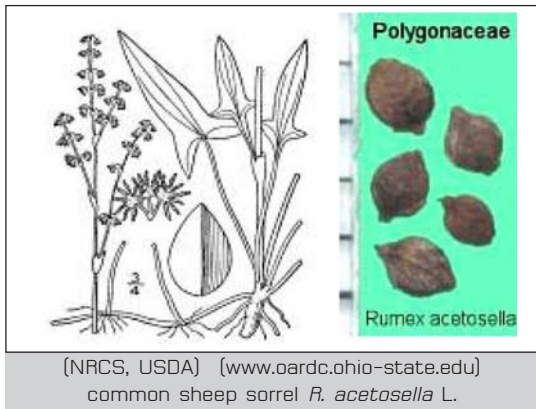 Polygonaceae
3/4
Rumex acetosella
(NRCS, USDA) (www.oardc.ohio-state.edu)
common sheep sorrel R. acetosella L.